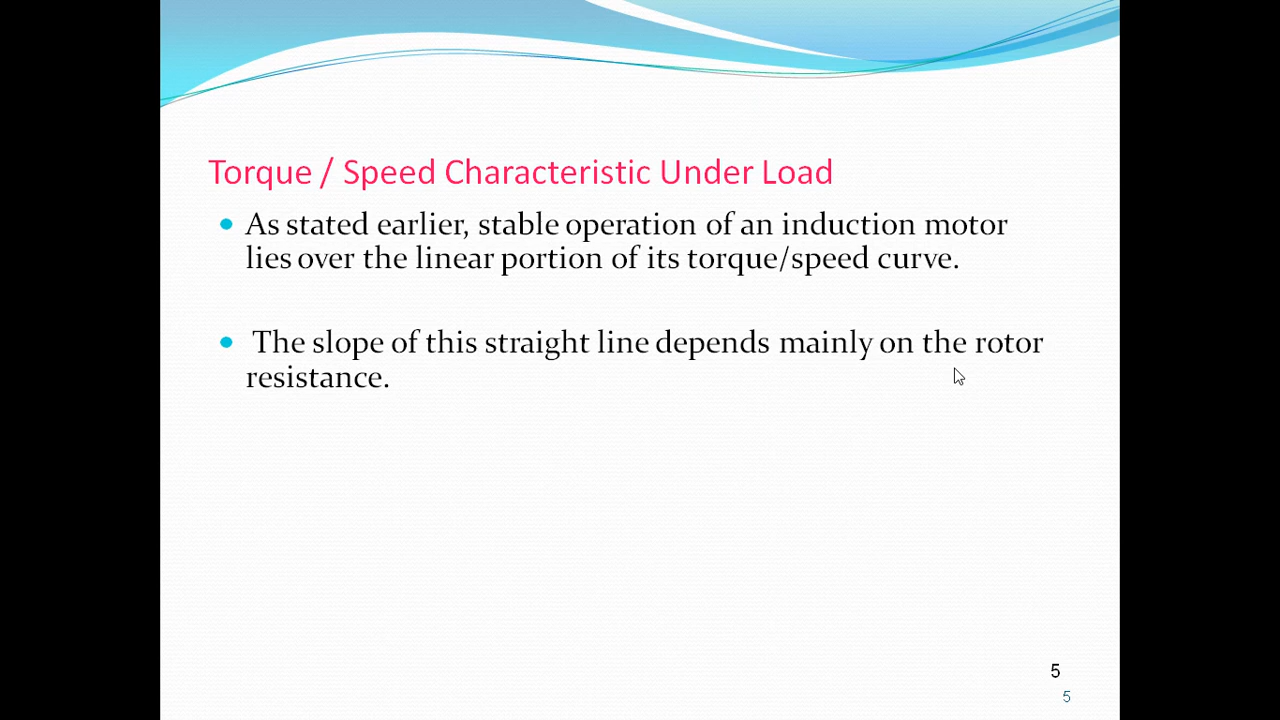 Torque / Speed Characteristic Under Load
As stated earlier, stable operation of an induction motor
lies over the linear portion of its torque/speed curve.
The slope of this straight line depends mainly on the rotor
resistance.
5
5